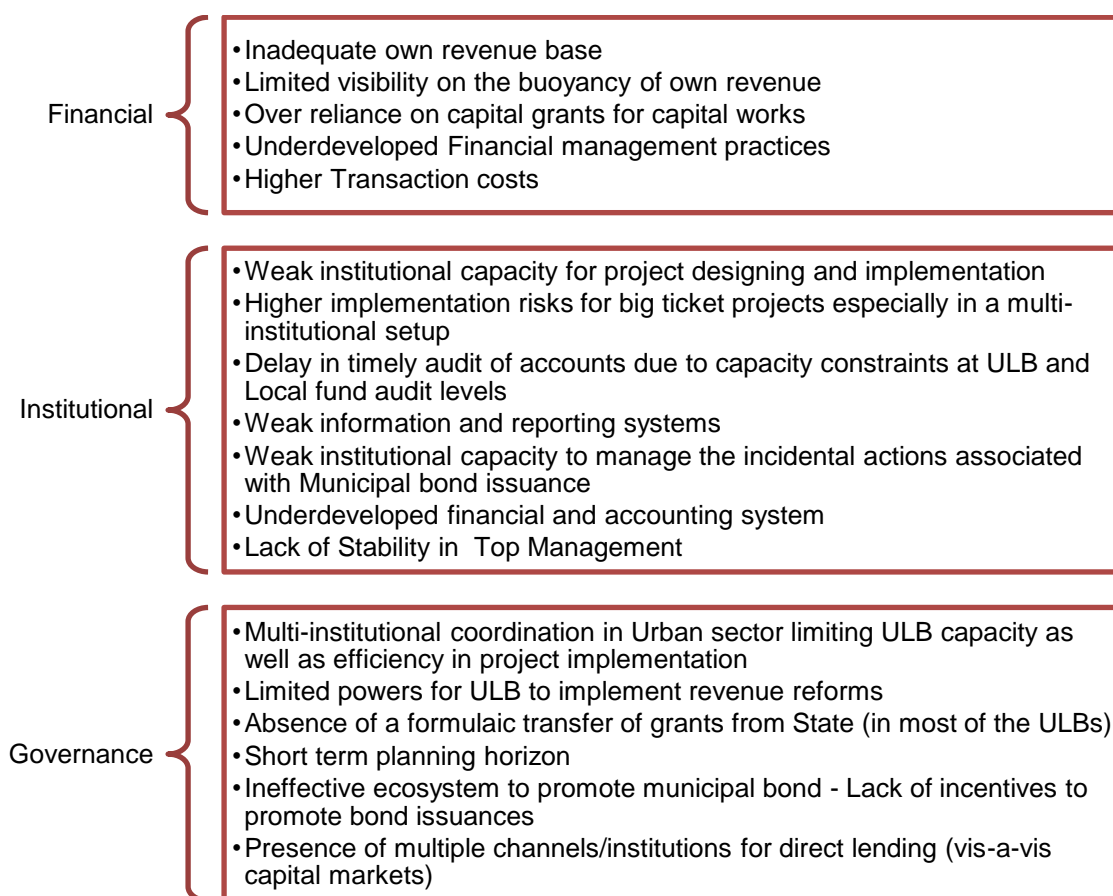 Financial
•Inadequate own revenue base
•Limited visibility on the buoyancy of own revenue
•Over reliance on capital grants for capital works
•Underdeveloped Financial management practices
•Higher Transaction costs
Institutional
•Weak institutional capacity for project designing and implementation
•Higher implementation risks for big ticket projects especially in a multi-
institutional setup
•Delay in timely audit of accounts due to capacity constraints at ULB and
Local fund audit levels
•Weak information and reporting systems
•Weak institutional capacity to manage the incidental actions associated
with Municipal bond issuance
•Underdeveloped financial and accounting system
•Lack of Stability in  Top Management
Governance
•Multi-institutional coordination in Urban sector limiting ULB capacity as
well as efficiency in project implementation
•Limited powers for ULB to implement revenue reforms
•Absence of a formulaic transfer of grants from State (in most of the ULBs)
•Short term planning horizon
•Ineffective ecosystem to promote municipal bond - Lack of incentives to
promote bond issuances
•Presence of multiple channels/institutions for direct lending (vis-a-vis
capital markets)